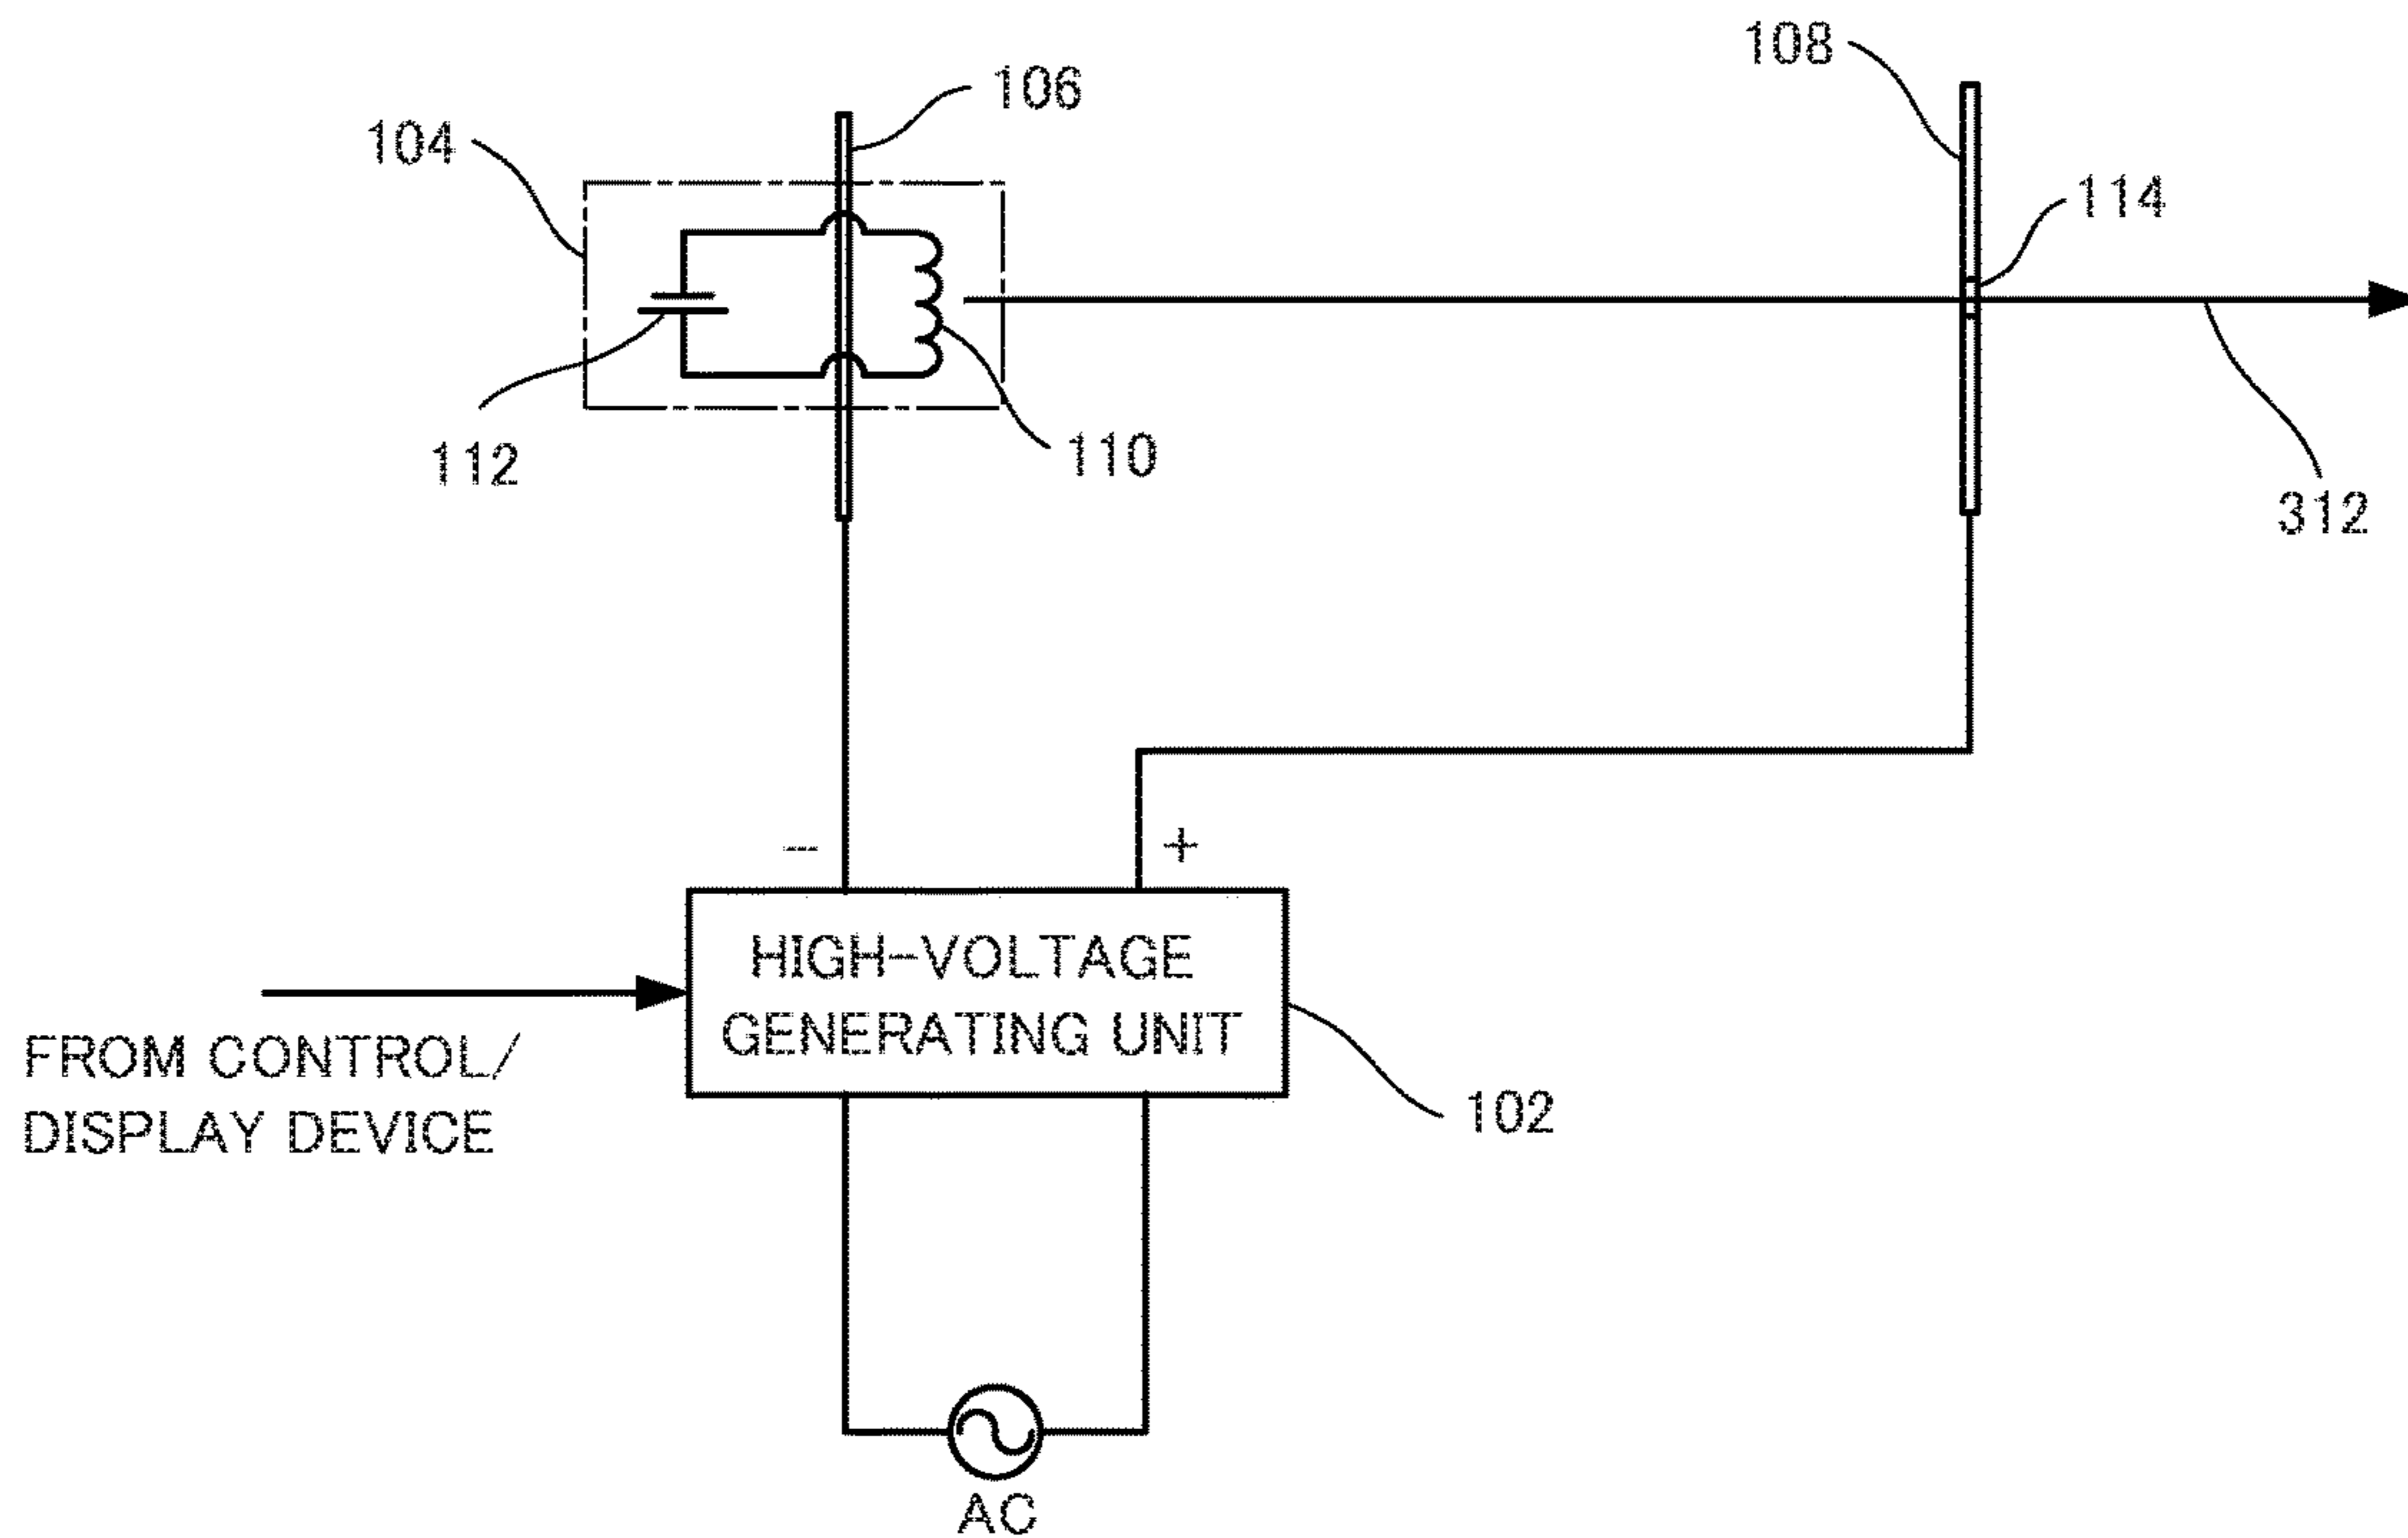 108
106
104
114
112
110
312
− +
HIGH-VOLTAGE
GENERATING UNIT
FROM CONTROL/
DISPLAY DEVICE
102
AC